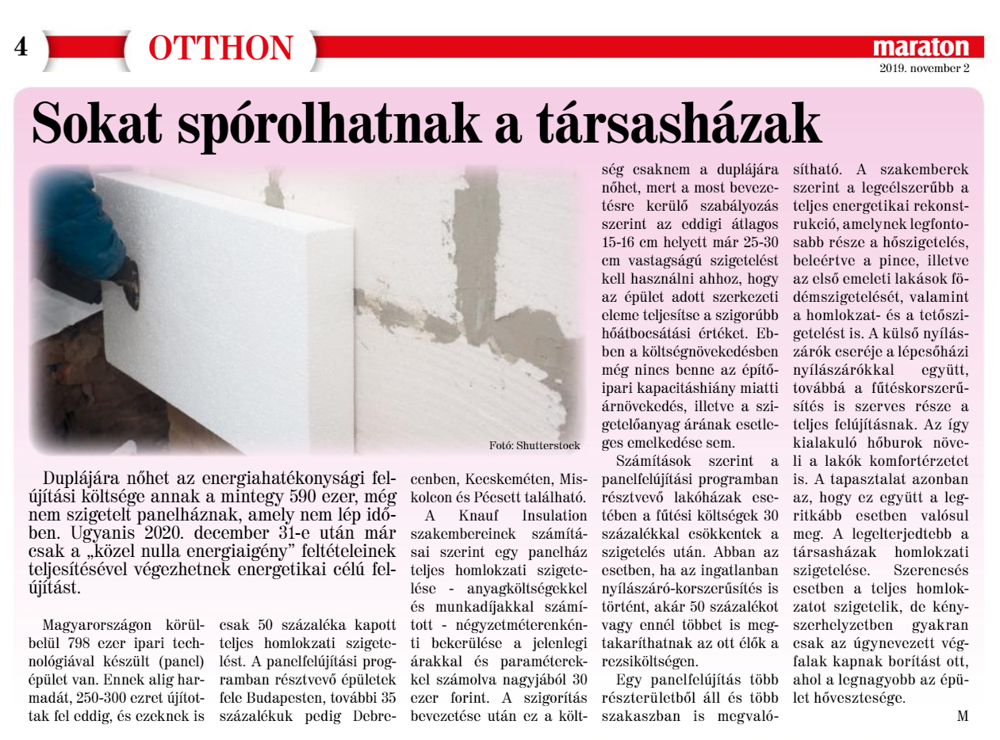 4
OTTHON
maraton
2019. november 2
Sokat spórolhatnak a társasházak
Fotó: Shutterstock
Duplájára nőhet az energiahatékonysági fel-
újítási költsége annak a mintegy 590 ezer, még
nem szigetelt panelháznak, amely nem lép idő-
ben. Ugyanis 2020. december 31-e után már
csak a „közel nulla energiaigény” feltételeinek
teljesítésével végezhetnek energetikai célú fel-
újítást.
Magyarországon körül-
belül 798 ezer ipari tech-
nológiával készült (panel)
épület van. Ennek alig har-
madát, 250-300 ezret újítot-
tak fel eddig, és ezeknek is
csak 50 százaléka kapott
teljes homlokzati szigete-
lést. A panelfelújítási prog-
ramban résztvevő épületek
fele Budapesten, további 35
százalékuk pedig Debre-
cenben, Kecskeméten, Mis-
kolcon és Pécsett található.
A Knauf Insulation
szakembereinek számítá-
sai szerint egy panelház
teljes homlokzati szigete-
lése - anyagköltségekkel
és munkadíjakkal számí-
tott - négyzetméterenkén-
ti bekerülése a jelenlegi
árakkal és paraméterek-
kel számolva nagyjából 30
ezer forint. A szigorítás
bevezetése után ez a költ-
ség csaknem a duplájára
nőhet, mert a most beveze-
tésre kerülő szabályozás
szerint az eddigi átlagos
15-16 cm helyett már 25-30
cm vastagságú szigetelést
kell használni ahhoz, hogy
az épület adott szerkezeti
eleme teljesítse a szigorúbb
hőátbocsátási értéket. Eb-
ben a költségnövekedésben
még nincs benne az építő-
ipari kapacitáshiány miatti
árnövekedés, illetve a szi-
getelőanyag árának esetle-
ges emelkedése sem.
Számítások szerint a
panelfelújítási programban
résztvevő lakóházak ese-
tében a fűtési költségek 30
százalékkal csökkentek a
szigetelés után. Abban az
esetben, ha az ingatlanban
nyílászáró-korszerűsítés is
történt, akár 50 százalékot
vagy ennél többet is meg-
takaríthatnak az ott élők a
rezsiköltségen.
Egy panelfelújítás több
részterületből áll és több
szakaszban is megvaló-
sítható. A szakemberek
szerint a legcélszerűbb a
teljes energetikai rekonst-
rukció, amelynek legfonto-
sabb része a hőszigetelés,
beleértve a pince, illetve
az első emeleti lakások fö-
démszigetelését, valamint
a homlokzat- és a tetőszi-
getelést is. A külső nyílás-
zárók cseréje a lépcsőházi
nyílászárókkal együtt,
továbbá a fűtéskorszerű-
sítés is szerves része a
teljes felújításnak. Az így
kialakuló hőburok növe-
li a lakók komfortérzetet
is. A tapasztalat azonban
az, hogy ez együtt a leg-
ritkább esetben valósul
meg. A legelterjedtebb a
társasházak homlokzati
szigetelése. Szerencsés
esetben a teljes homlok-
zatot szigetelik, de kény-
szerhelyzetben gyakran
csak az úgynevezett vég-
falak kapnak borítást ott,
ahol a legnagyobb az épü-
let hővesztesége.
M